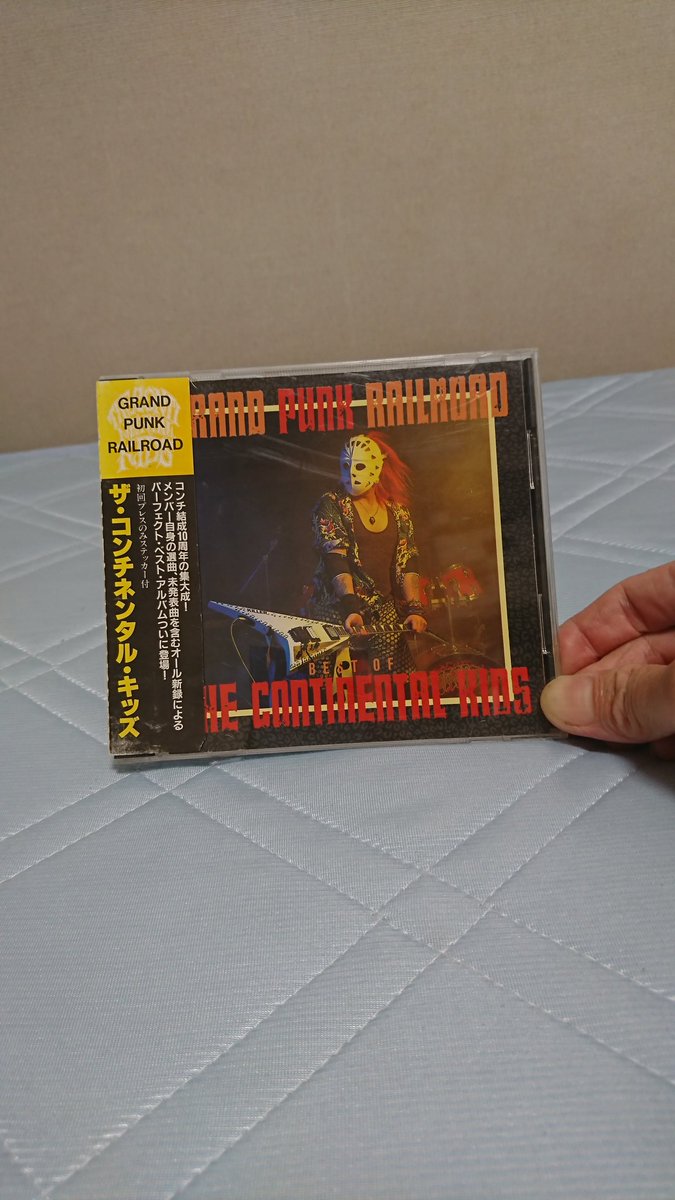 GRAND
PUNK
RAILROAD
ザ・コンチネンタル・キッズ
初回プレスのみステッカー付
コンチ結成10周年の集大成!
メンバー自身の選曲、未発表曲を含むオール新録による
パーフェクト・ベスト・アルバムついに登場!
RAND PUNK RAILROAD
BEST OF
HE CONTINENTAL KIDS